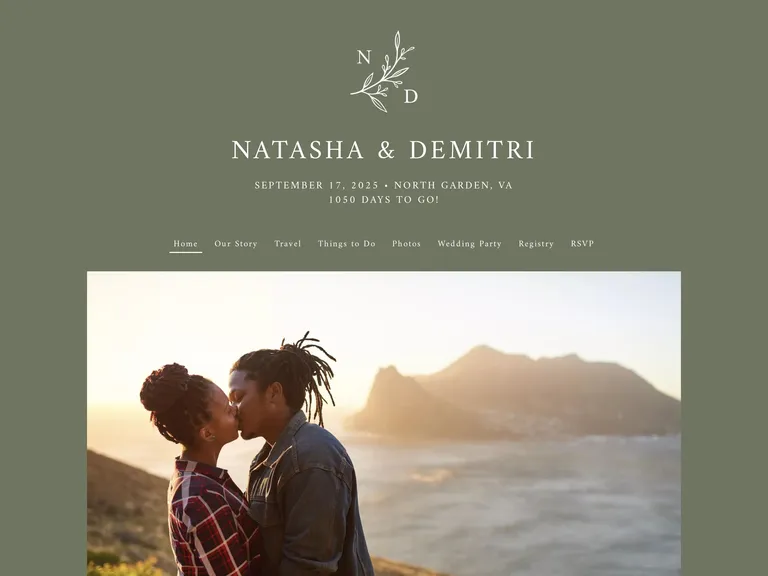 N
D
NATASHA & DEMITRI
SEPTEMBER 17, 2025 • NORTH GARDEN, VA
1050 DAYS TO GO!
Home Our Story Travel Things to Do Photos Wedding Party Registry RSVP